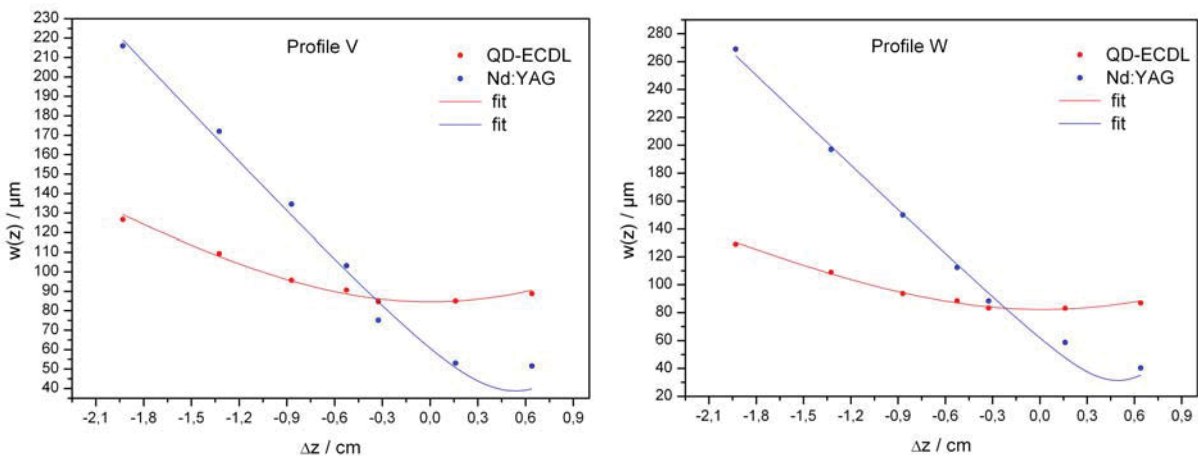 Profile V
QD-ECDL
Nd:YAG
fit
fit
230
220
210
200
190
180
170
160
150
140
130
120
110
100
90
80
70
60
50
40
w(z) / µm
-2,1 -1,8 -1,5 -1,2 -0,9 -0,6 -0,3 0,0 0,3 0,6 0,9
Δz / cm
Profile W
QD-ECDL
Nd:YAG
fit
fit
280
260
240
220
200
180
160
140
120
100
80
60
40
20
w(z) / µm
-2,1 -1,8 -1,5 -1,2 -0,9 -0,6 -0,3 0,0 0,3 0,6 0,9
Δz / cm